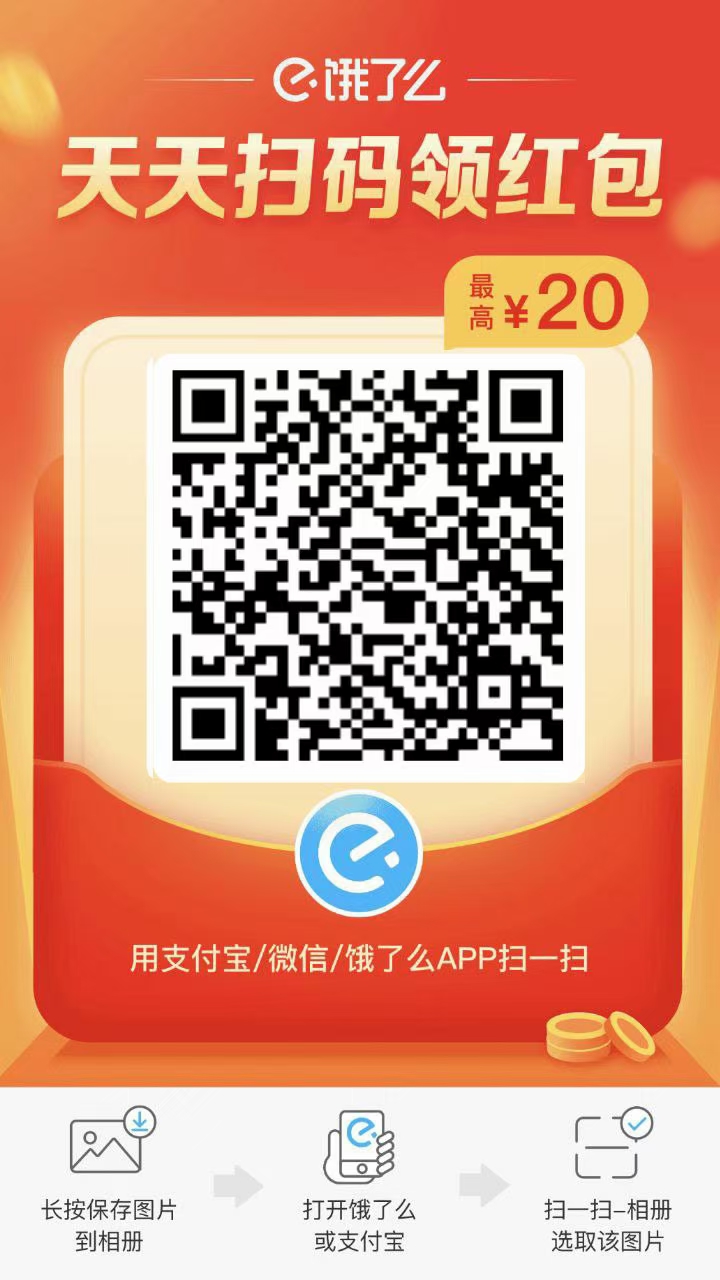 饿了么
天天扫码领红包
最高 ¥20
用支付宝/微信/饿了么APP扫一扫
长按保存图片
到相册
打开饿了么
或支付宝
扫一扫-相册
选取该图片